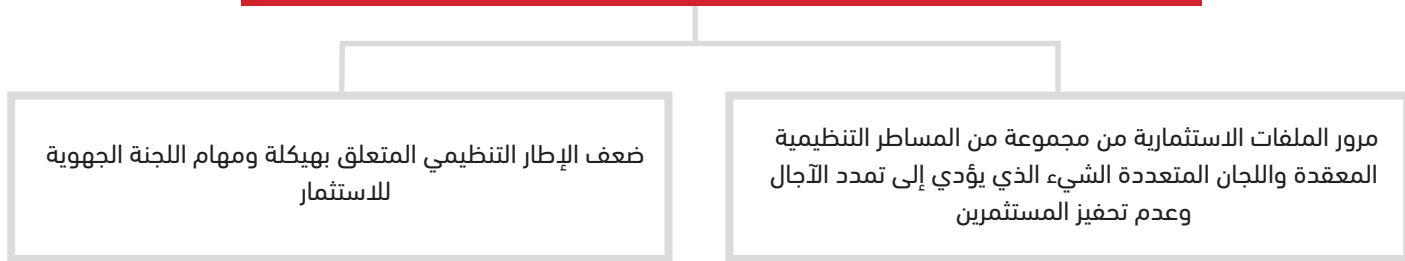 مرور الملفات الاستثمارية من مجموعة من المساطر التنظيمية
المعقدة واللجان المتعددة الشيء الذي يؤدي إلى تمدد الآجال
وعدم تحفيز المستثمرين
ضعف الإطار التنظيمي المتعلق بهيكلة ومهام اللجنة الجهوية
للاستثمار